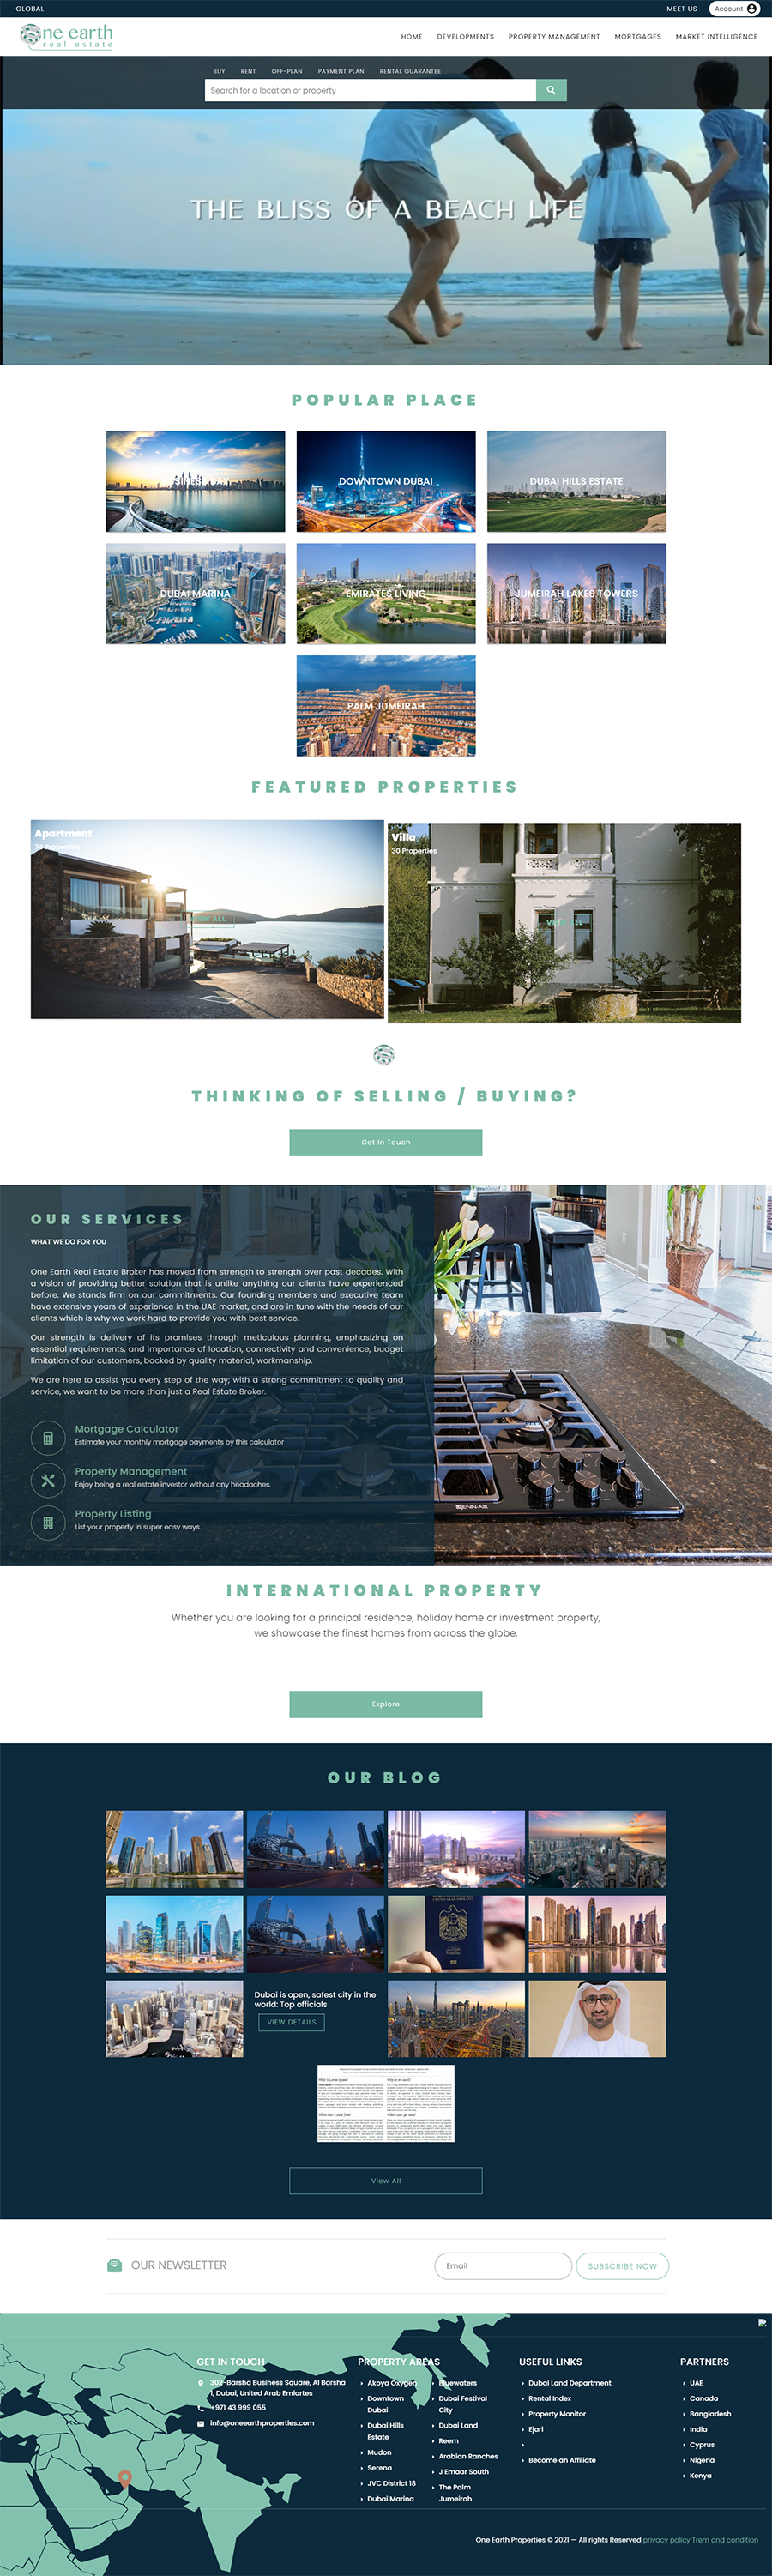 GLOBAL
MEET US
Account
One earth
real estate
HOME
DEVELOPMENTS
PROPERTY MANAGEMENT
MORTGAGES
MARKET INTELLIGENCE
BUY
RENT
OFF-PLAN
PAYMENT PLAN
RENTAL GUARANTEE
Search for a location or property
THE BLISS OF A BEACH LIFE
POPULAR PLACE
DOWNTOWN DUBAI
DUBAI HILLS ESTATE
DUBAI MARINA
EMIRATES LIVING
JUMEIRAH LAKES TOWERS
PALM JUMEIRAH
FEATURED PROPERTIES
Apartment
74 Properties
VIEW ALL
Villa
30 Properties
VIEW ALL
THINKING OF SELLING / BUYING?
Get In Touch
OUR SERVICES
WHAT WE DO FOR YOU
One Earth Real Estate Broker has moved from strength to strength over past decades. With
a vision of providing better solution that is unlike anything our clients have experienced
before. We stands firm on our commitments. Our founding members and executive team
have extensive years of experience in the UAE market, and are in tune with the needs of our
clients which is why we work hard to provide you with best service.
Our strength is delivery of its promises through meticulous planning, emphasizing on
essential requirements, and importance of location, connectivity and convenience, budget
limitation of our customers, backed by quality material, workmanship.
We are here to assist you every step of the way; with a strong commitment to quality and
service, we want to be more than just a Real Estate Broker.
Mortgage Calculator
Estimate your monthly mortgage payments by this calculator
Property Management
Enjoy being a real estate investor without any headaches.
Property Listing
List your property in super easy ways.
JENN-AIR
INTERNATIONAL PROPERTY
Whether you are looking for a principal residence, holiday home or investment property,
we showcase the finest homes from across the globe.
Explore
OUR BLOG
Dubai is open, safest city in the
world: Top officials
VIEW DETAILS
View All
OUR NEWSLETTER
Email
SUBSCRIBE NOW
GET IN TOUCH
302-Barsha Business Square, Al Barsha
1, Dubai, United Arab Emiartes
+971 43 999 055
info@oneearthproperties.com
PROPERTY AREAS
Akoya Oxygen
Downtown
Dubai
Dubai Hills
Estate
Mudon
Serena
JVC District 18
Dubai Marina
Bluewaters
Dubai Festival
City
Dubai Land
Reem
Arabian Ranches
J Emaar South
The Palm
Jumeirah
USEFUL LINKS
Dubai Land Department
Rental Index
Property Monitor
Ejari
Become an Affiliate
PARTNERS
UAE
Canada
Bangladesh
India
Cyprus
Nigeria
Kenya
One Earth Properties © 2021 — All rights Reserved privacy policy Trem and condition